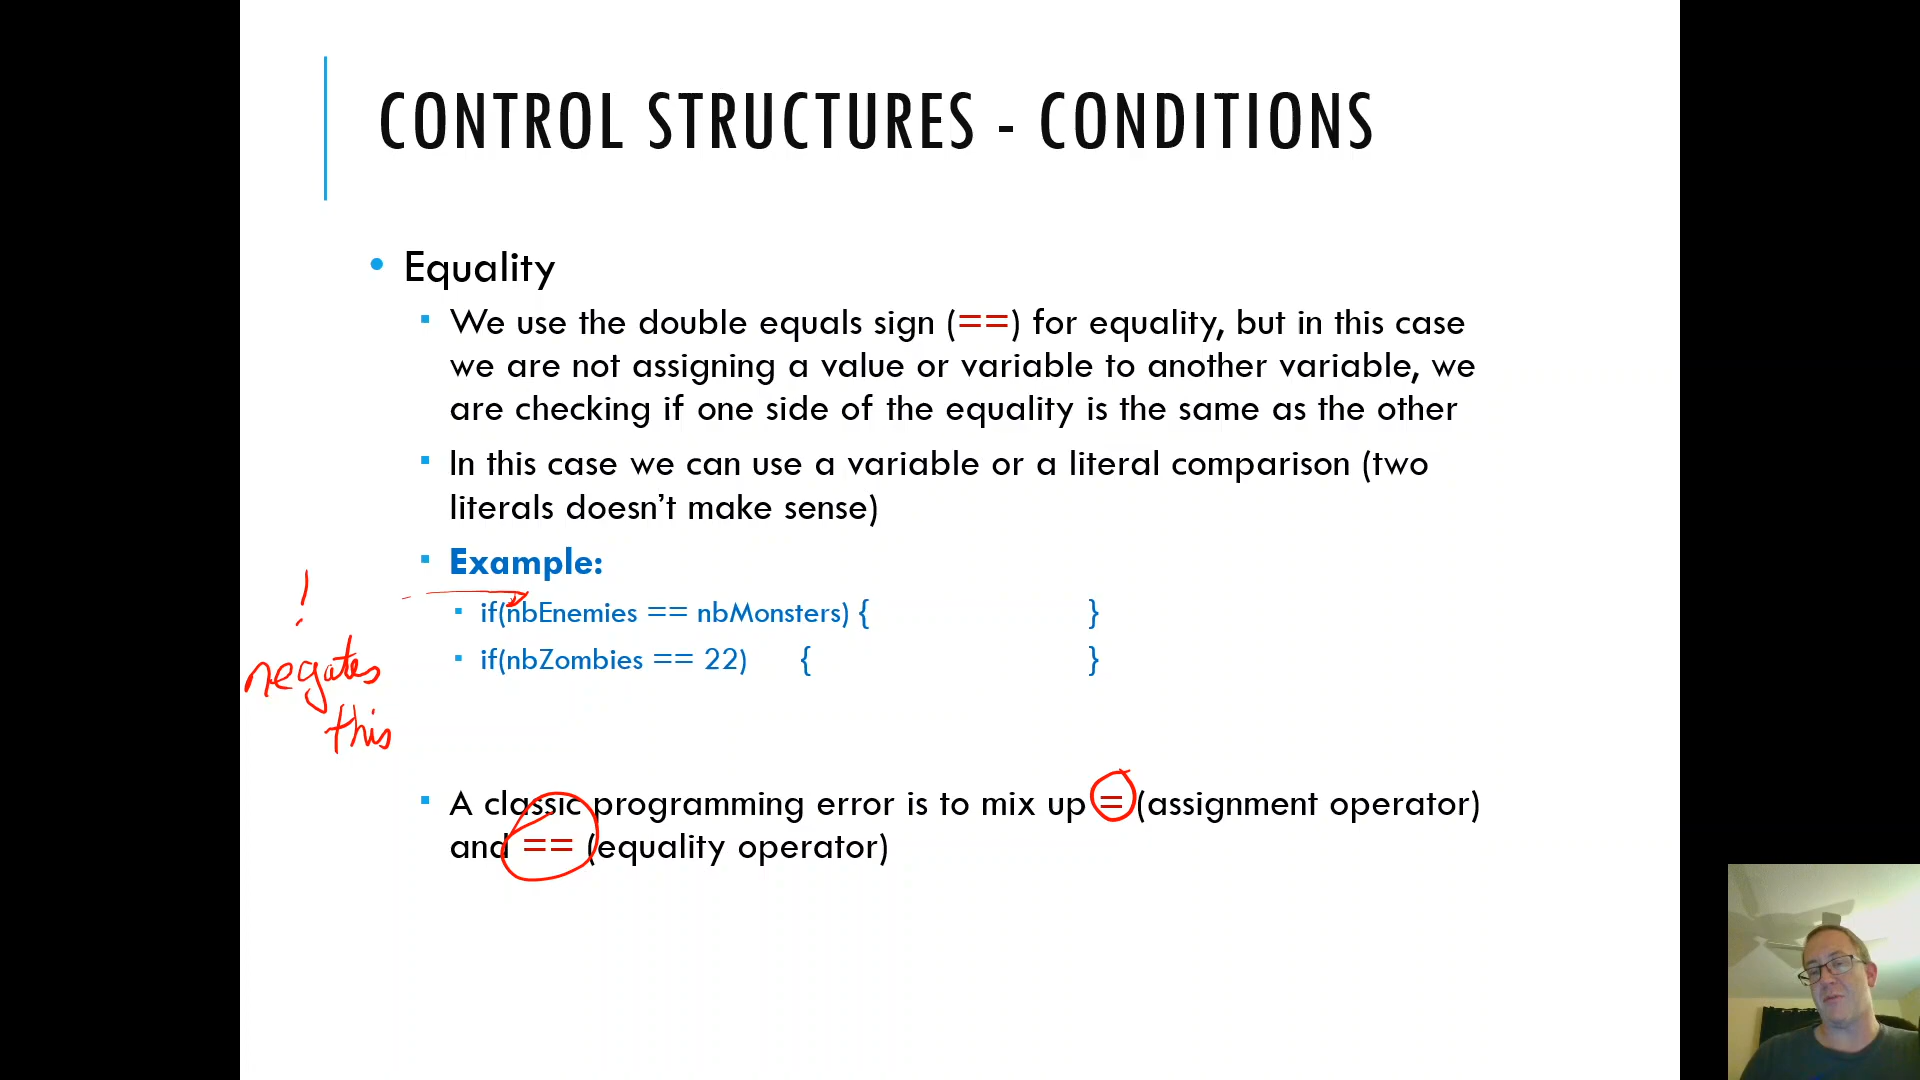 CONTROL STRUCTURES - CONDITIONS
• Equality
▪ We use the double equals sign (==) for equality, but in this case
we are not assigning a value or variable to another variable, we
are checking if one side of the equality is the same as the other
▪ In this case we can use a variable or a literal comparison (two
literals doesn’t make sense)
▪ Example:
▪ if(nbEnemies == nbMonsters) { }
▪ if(nbZombies == 22) { }
!
negates
this
▪ A classic programming error is to mix up = (assignment operator)
and == (equality operator)